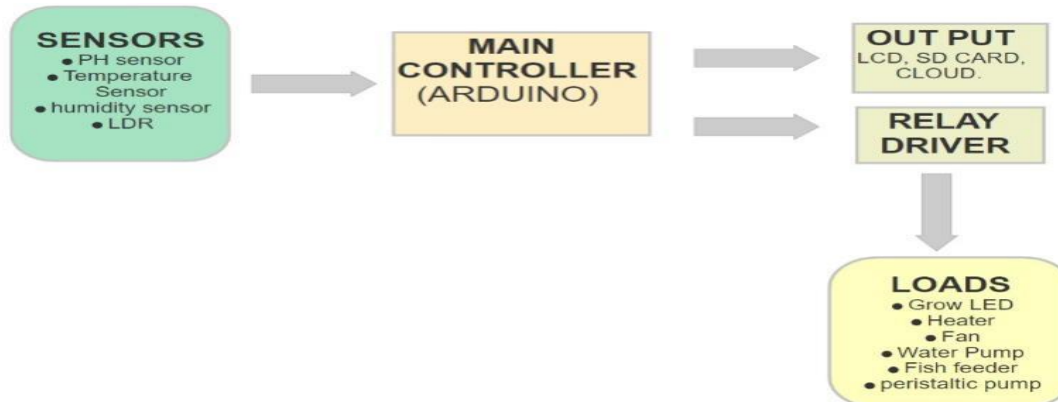 SENSORS
● PH sensor
● Temperature
Sensor
● humidity sensor
● LDR
MAIN
CONTROLLER
(ARDUINO)
OUT PUT
LCD, SD CARD,
CLOUD.
RELAY
DRIVER
LOADS
● Grow LED
● Heater
● Fan
● Water Pump
● Fish feeder
● peristaltic pump